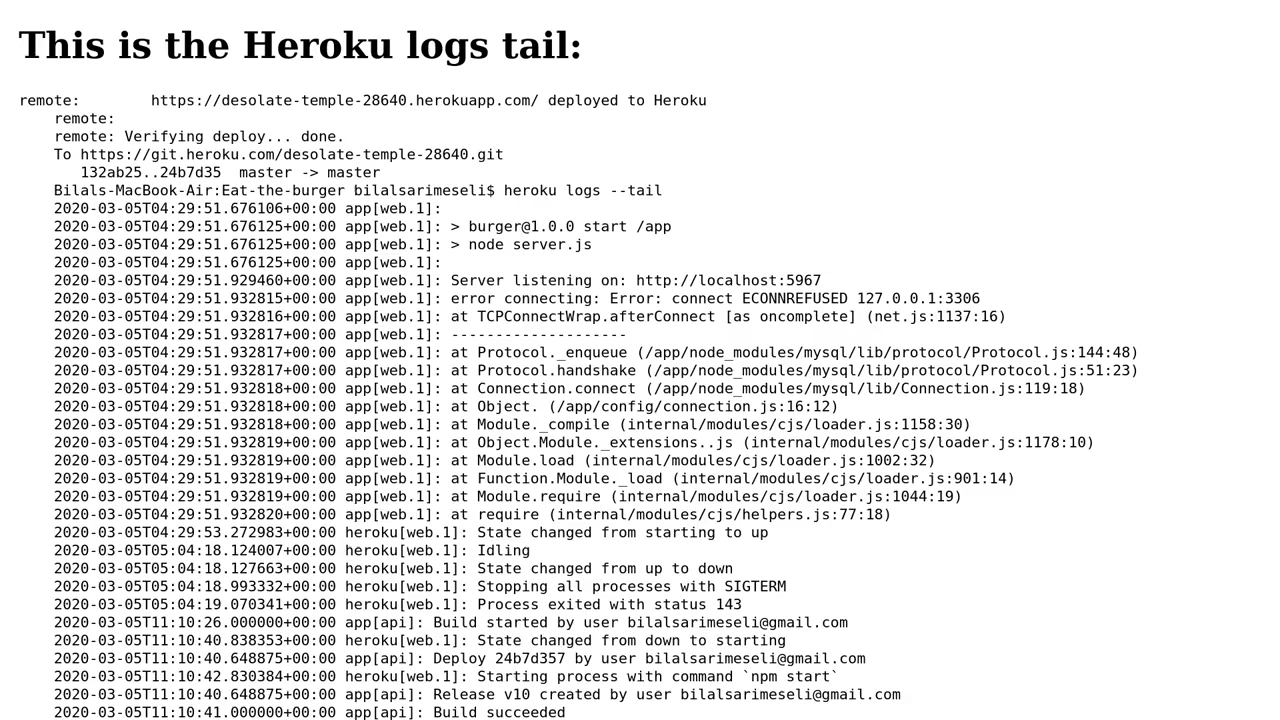 This is the Heroku logs tail:
remote:        https://desolate-temple-28640.herokuapp.com/ deployed to Heroku
    remote:
    remote: Verifying deploy... done.
    To https://git.heroku.com/desolate-temple-28640.git
       132ab25..24b7d35  master -> master
    Bilals-MacBook-Air:Eat-the-burger bilalsarimeseli$ heroku logs --tail
    2020-03-05T04:29:51.676106+00:00 app[web.1]:
    2020-03-05T04:29:51.676125+00:00 app[web.1]: > burger@1.0.0 start /app
    2020-03-05T04:29:51.676125+00:00 app[web.1]: > node server.js
    2020-03-05T04:29:51.676125+00:00 app[web.1]:
    2020-03-05T04:29:51.929460+00:00 app[web.1]: Server listening on: http://localhost:5967
    2020-03-05T04:29:51.932815+00:00 app[web.1]: error connecting: Error: connect ECONNREFUSED 127.0.0.1:3306
    2020-03-05T04:29:51.932816+00:00 app[web.1]: at TCPConnectWrap.afterConnect [as oncomplete] (net.js:1137:16)
    2020-03-05T04:29:51.932817+00:00 app[web.1]: --------------------
    2020-03-05T04:29:51.932817+00:00 app[web.1]: at Protocol._enqueue (/app/node_modules/mysql/lib/protocol/Protocol.js:144:48)
    2020-03-05T04:29:51.932817+00:00 app[web.1]: at Protocol.handshake (/app/node_modules/mysql/lib/protocol/Protocol.js:51:23)
    2020-03-05T04:29:51.932818+00:00 app[web.1]: at Connection.connect (/app/node_modules/mysql/lib/Connection.js:119:18)
    2020-03-05T04:29:51.932818+00:00 app[web.1]: at Object. (/app/config/connection.js:16:12)
    2020-03-05T04:29:51.932818+00:00 app[web.1]: at Module._compile (internal/modules/cjs/loader.js:1158:30)
    2020-03-05T04:29:51.932819+00:00 app[web.1]: at Object.Module._extensions..js (internal/modules/cjs/loader.js:1178:10)
    2020-03-05T04:29:51.932819+00:00 app[web.1]: at Module.load (internal/modules/cjs/loader.js:1002:32)
    2020-03-05T04:29:51.932819+00:00 app[web.1]: at Function.Module._load (internal/modules/cjs/loader.js:901:14)
    2020-03-05T04:29:51.932819+00:00 app[web.1]: at Module.require (internal/modules/cjs/loader.js:1044:19)
    2020-03-05T04:29:51.932820+00:00 app[web.1]: at require (internal/modules/cjs/helpers.js:77:18)
    2020-03-05T04:29:53.272983+00:00 heroku[web.1]: State changed from starting to up
    2020-03-05T05:04:18.124007+00:00 heroku[web.1]: Idling
    2020-03-05T05:04:18.127663+00:00 heroku[web.1]: State changed from up to down
    2020-03-05T05:04:18.993332+00:00 heroku[web.1]: Stopping all processes with SIGTERM
    2020-03-05T05:04:19.070341+00:00 heroku[web.1]: Process exited with status 143
    2020-03-05T11:10:26.000000+00:00 app[api]: Build started by user bilalsarimeseli@gmail.com
    2020-03-05T11:10:40.838353+00:00 heroku[web.1]: State changed from down to starting
    2020-03-05T11:10:40.648875+00:00 app[api]: Deploy 24b7d357 by user bilalsarimeseli@gmail.com
    2020-03-05T11:10:42.830384+00:00 heroku[web.1]: Starting process with command `npm start`
    2020-03-05T11:10:40.648875+00:00 app[api]: Release v10 created by user bilalsarimeseli@gmail.com
    2020-03-05T11:10:41.000000+00:00 app[api]: Build succeeded